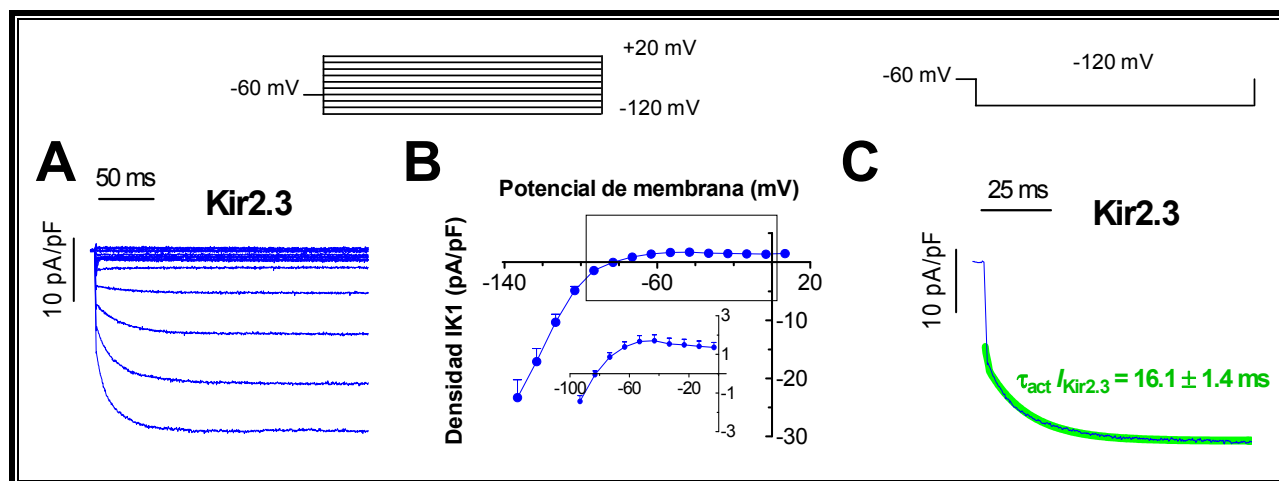 +20 mV
-60 mV
-120 mV
-60 mV
-120 mV
A
50 ms
Kir2.3
10 pA/pF
B
Potencial de membrana (mV)
Densidad IK1 (pA/pF)
-140
-60
20
-10
-20
-30
3
1
-1
-3
-100
-60
-20
C
25 ms
Kir2.3
10 pA/pF
τact IKir2.3 = 16.1 ± 1.4 ms